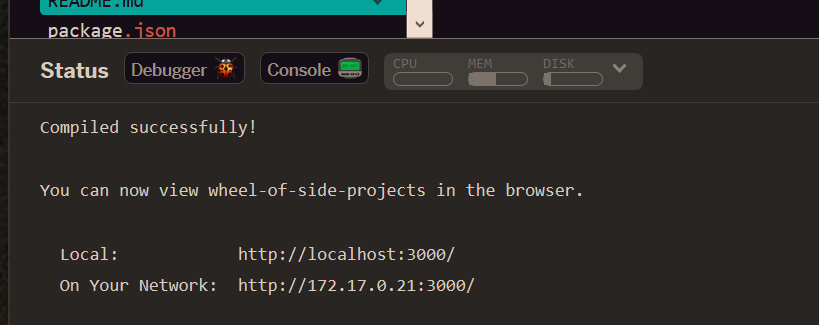 README.md
package.json
Status Debugger Console CPU MEM DISK
Compiled successfully!
You can now view wheel-of-side-projects in the browser.
Local: http://localhost:3000/
On Your Network: http://172.17.0.21:3000/